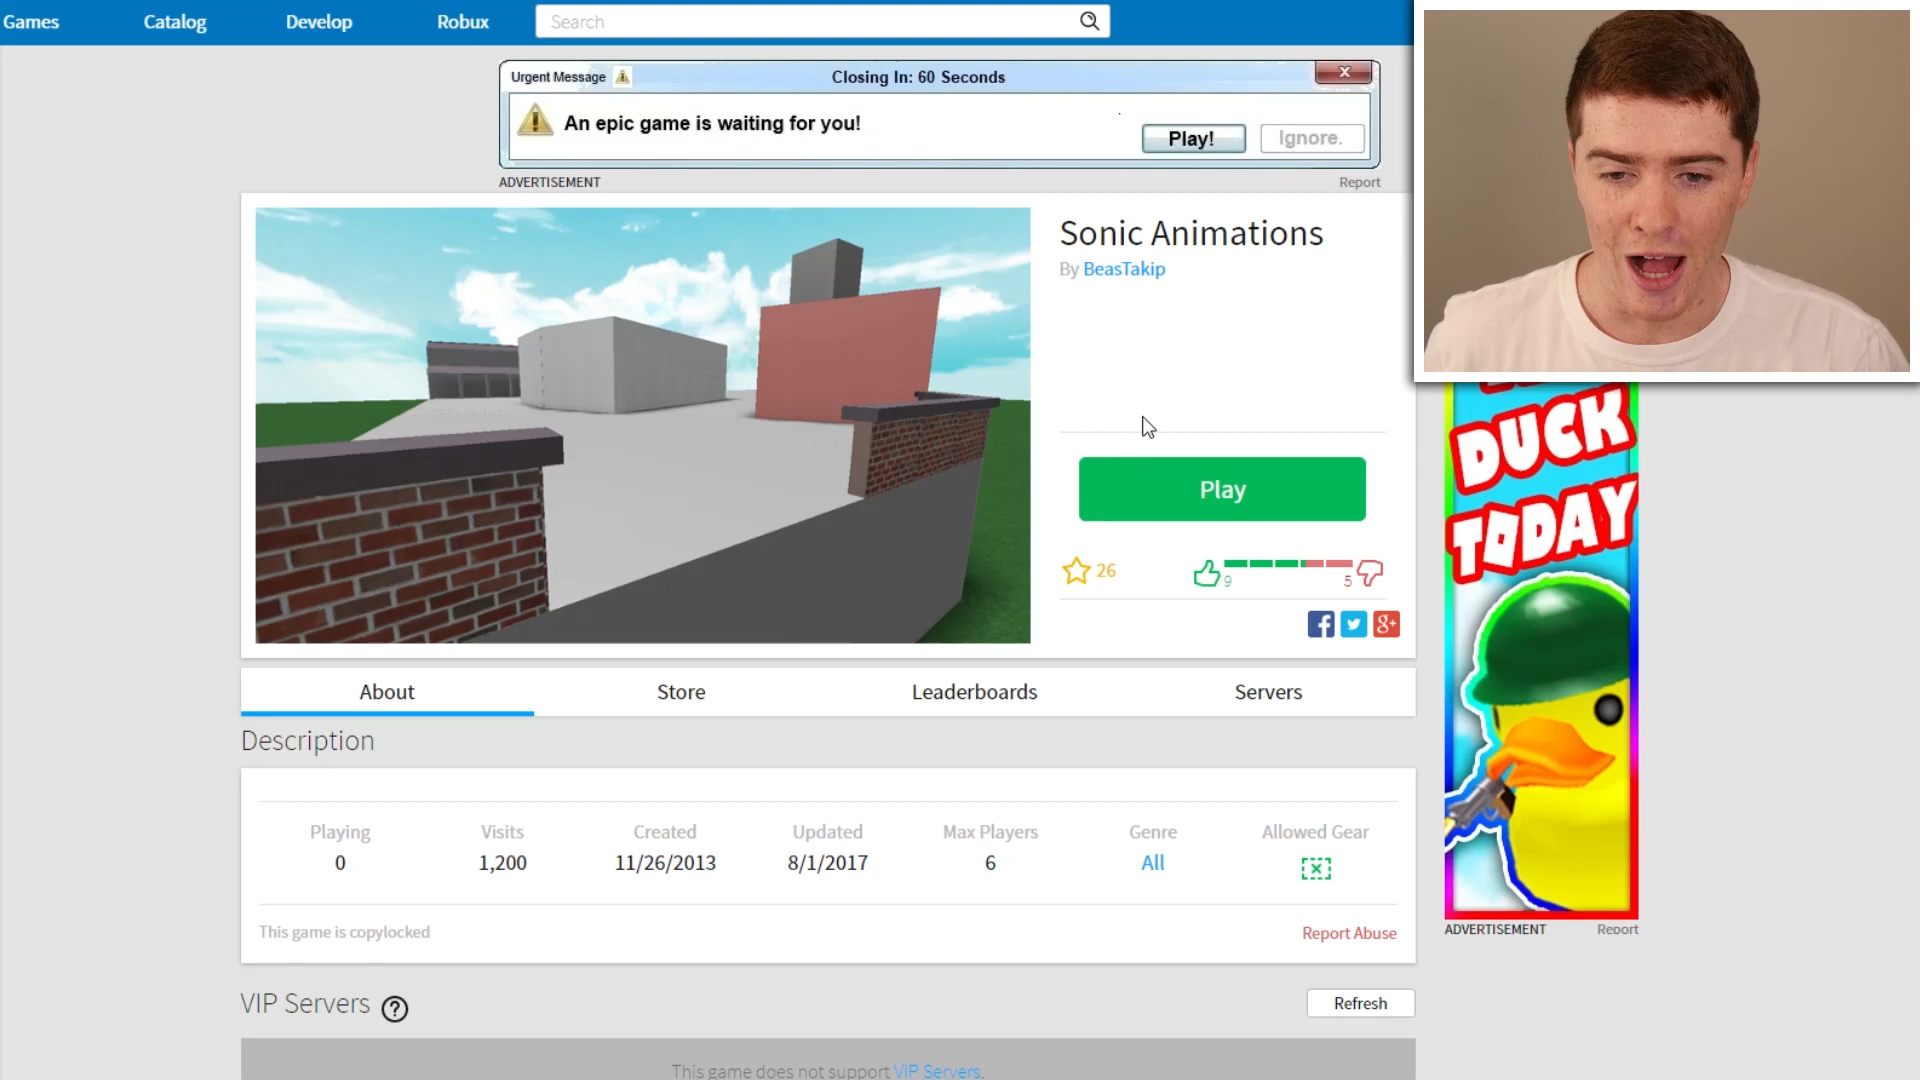 Games Catalog Develop Robux Search
Urgent Message Closing In: 60 Seconds X
An epic game is waiting for you!
Play! Ignore.
ADVERTISEMENT Report
Sonic Animations
By BeasTakip
Play
26 9 5
8+
About Store Leaderboards Servers
Description
Playing Visits Created Updated Max Players Genre Allowed Gear
0 1,200 11/26/2013 8/1/2017 6 All
This game is copylocked Report Abuse
VIP Servers ? Refresh
This game does not support VIP Servers.
DUCK
TODAY
ADVERTISEMENT Report